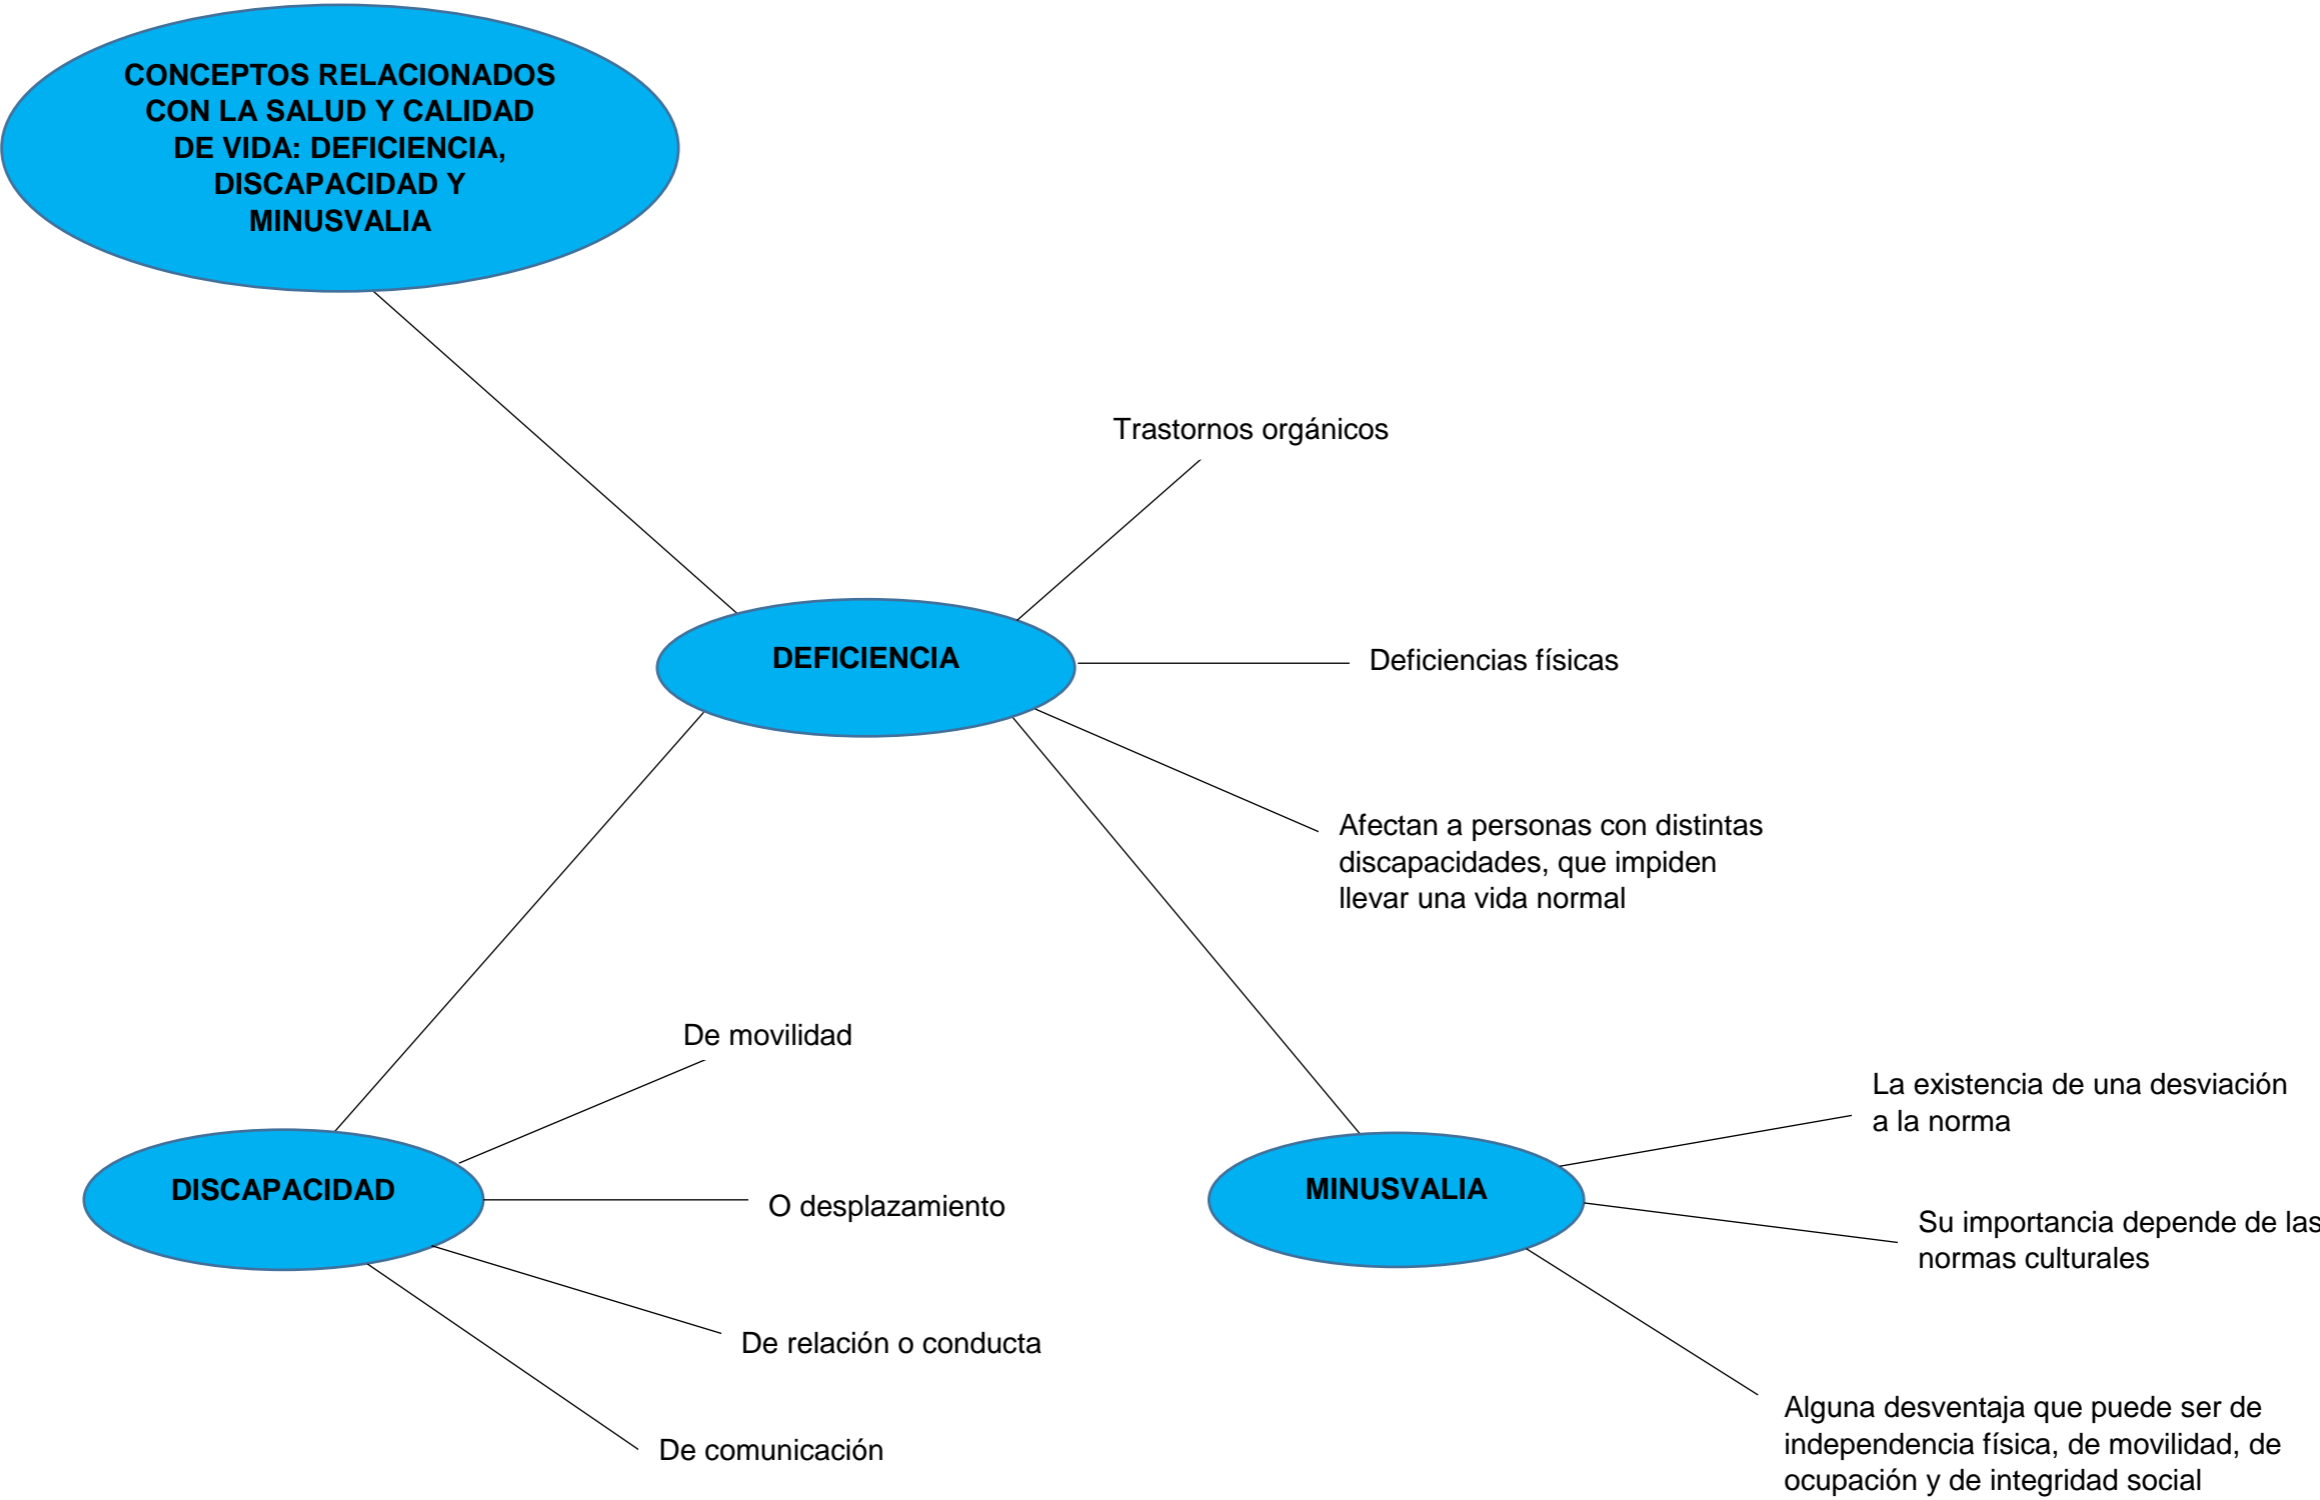 CONCEPTOS RELACIONADOS
CON LA SALUD Y CALIDAD
DE VIDA: DEFICIENCIA,
DISCAPACIDAD Y
MINUSVALIA
Trastornos orgánicos
DEFICIENCIA
Deficiencias físicas
Afectan a personas con distintas
discapacidades, que impiden
llevar una vida normal
De movilidad
DISCAPACIDAD
O desplazamiento
De relación o conducta
De comunicación
MINUSVALIA
La existencia de una desviación
a la norma
Su importancia depende de las
normas culturales
Alguna desventaja que puede ser de
independencia física, de movilidad, de
ocupación y de integridad social